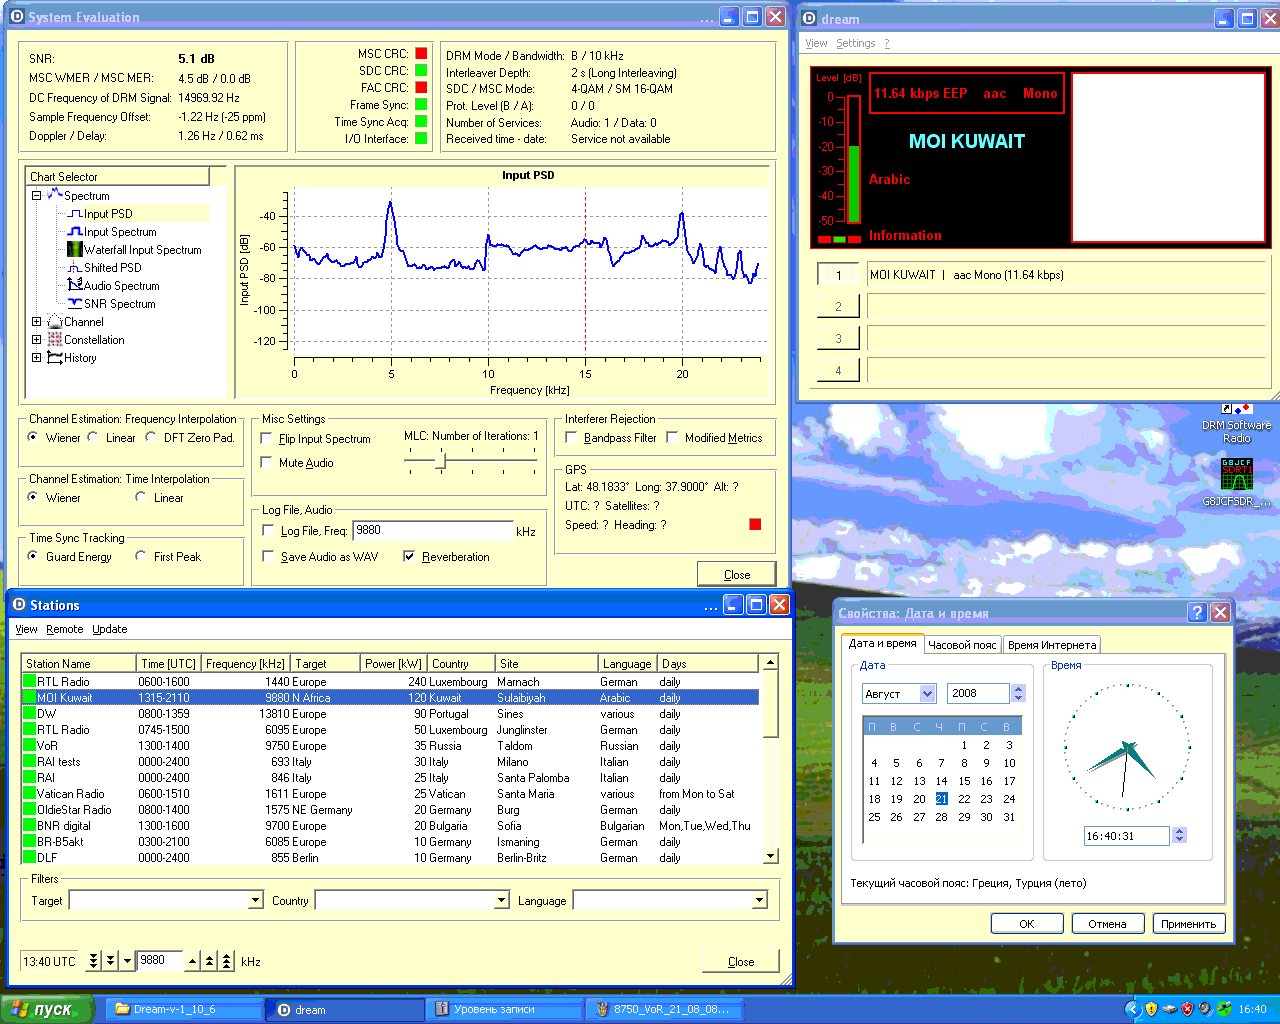 System Evaluation
SNR: 5.1 dB
MSC WMER / MSC MER: 4.5 dB / 0.0 dB
DC Frequency of DRM Signal: 14969.92 Hz
Sample Frequency Offset: -1.22 Hz (-25 ppm)
Doppler / Delay: 1.26 Hz / 0.62 ms
MSC CRC:
SDC CRC:
FAC CRC:
Frame Sync:
Time Sync Acq:
I/O Interface:
DRM Mode / Bandwidth: B / 10 kHz
Interleaver Depth: 2 s (Long Interleaving)
SDC / MSC Mode: 4-QAM / SM 16-QAM
Prot. Level (B / A): 0 / 0
Number of Services: Audio: 1 / Data: 0
Received time - date: Service not available
Chart Selector
Spectrum
Input PSD
Input Spectrum
Waterfall Input Spectrum
Shifted PSD
Audio Spectrum
SNR Spectrum
Channel
Constellation
History
Input PSD
Input PSD [dB]
-40
-60
-80
-100
-120
0 5 10 15 20
Frequency [kHz]
Channel Estimation: Frequency Interpolation
Wiener Linear DFT Zero Pad.
Channel Estimation: Time Interpolation
Wiener Linear
Time Sync Tracking
Guard Energy First Peak
Misc Settings
Flip Input Spectrum
Mute Audio
MLC: Number of Iterations: 1
Log File, Audio
Log File, Freq: 9880 kHz
Save Audio as WAV Reverberation
Interferer Rejection
Bandpass Filter Modified Metrics
GPS
Lat: 48.1833° Long: 37.9000° Alt: ?
UTC: ? Satellites: ?
Speed: ? Heading: ?
Close
dream
View Settings ?
Level [dB]
0
-10
-20
-30
-40
-50
11.64 kbps EEP aac Mono
MOI KUWAIT
Arabic
Information
1 MOI KUWAIT | aac Mono (11.64 kbps)
2
3
4
DRM Software Radio
G8JCF
SDRT1
G8JCFSDR_...
Stations
View Remote Update
Station Name Time [UTC] Frequency [kHz] Target Power [kW] Country Site Language Days
RTL Radio 0600-1600 1440 Europe 240 Luxembourg Marnach German daily
MOI Kuwait 1315-2110 9880 N Africa 120 Kuwait Sulaibiyah Arabic daily
DW 0800-1359 13810 Europe 90 Portugal Sines various daily
RTL Radio 0745-1500 6095 Europe 50 Luxembourg Junglinster German daily
VoR 1300-1400 9750 Europe 35 Russia Taldom Russian daily
RAI tests 0000-2400 693 Italy 30 Italy Milano Italian daily
RAI 0000-2400 846 Italy 25 Italy Santa Palomba Italian daily
Vatican Radio 0600-1510 1611 Europe 25 Vatican Santa Maria various from Mon to Sat
OldieStar Radio 0800-1400 1575 NE Germany 20 Germany Burg German daily
BNR digital 1300-1600 9700 Europe 20 Bulgaria Sofia Bulgarian Mon,Tue,Wed,Thu
BR-B5akt 0300-2100 6085 Europe 10 Germany Ismaning German daily
DLF 0000-2400 855 Berlin 10 Germany Berlin-Britz German daily
Filters
Target Country Language
13:40 UTC 9880 kHz Close
Свойства: Дата и время
Дата и время Часовой пояс Время Интернета
Дата
Август 2008
П В С Ч П С В
1 2 3
4 5 6 7 8 9 10
11 12 13 14 15 16 17
18 19 20 21 22 23 24
25 26 27 28 29 30 31
Время
16:40:31
Текущий часовой пояс: Греция, Турция (лето)
ОК Отмена Применить
пуск
Dream-v-1_10_6
dream
Уровень записи
8750_VoR_21_08_08...
16:40